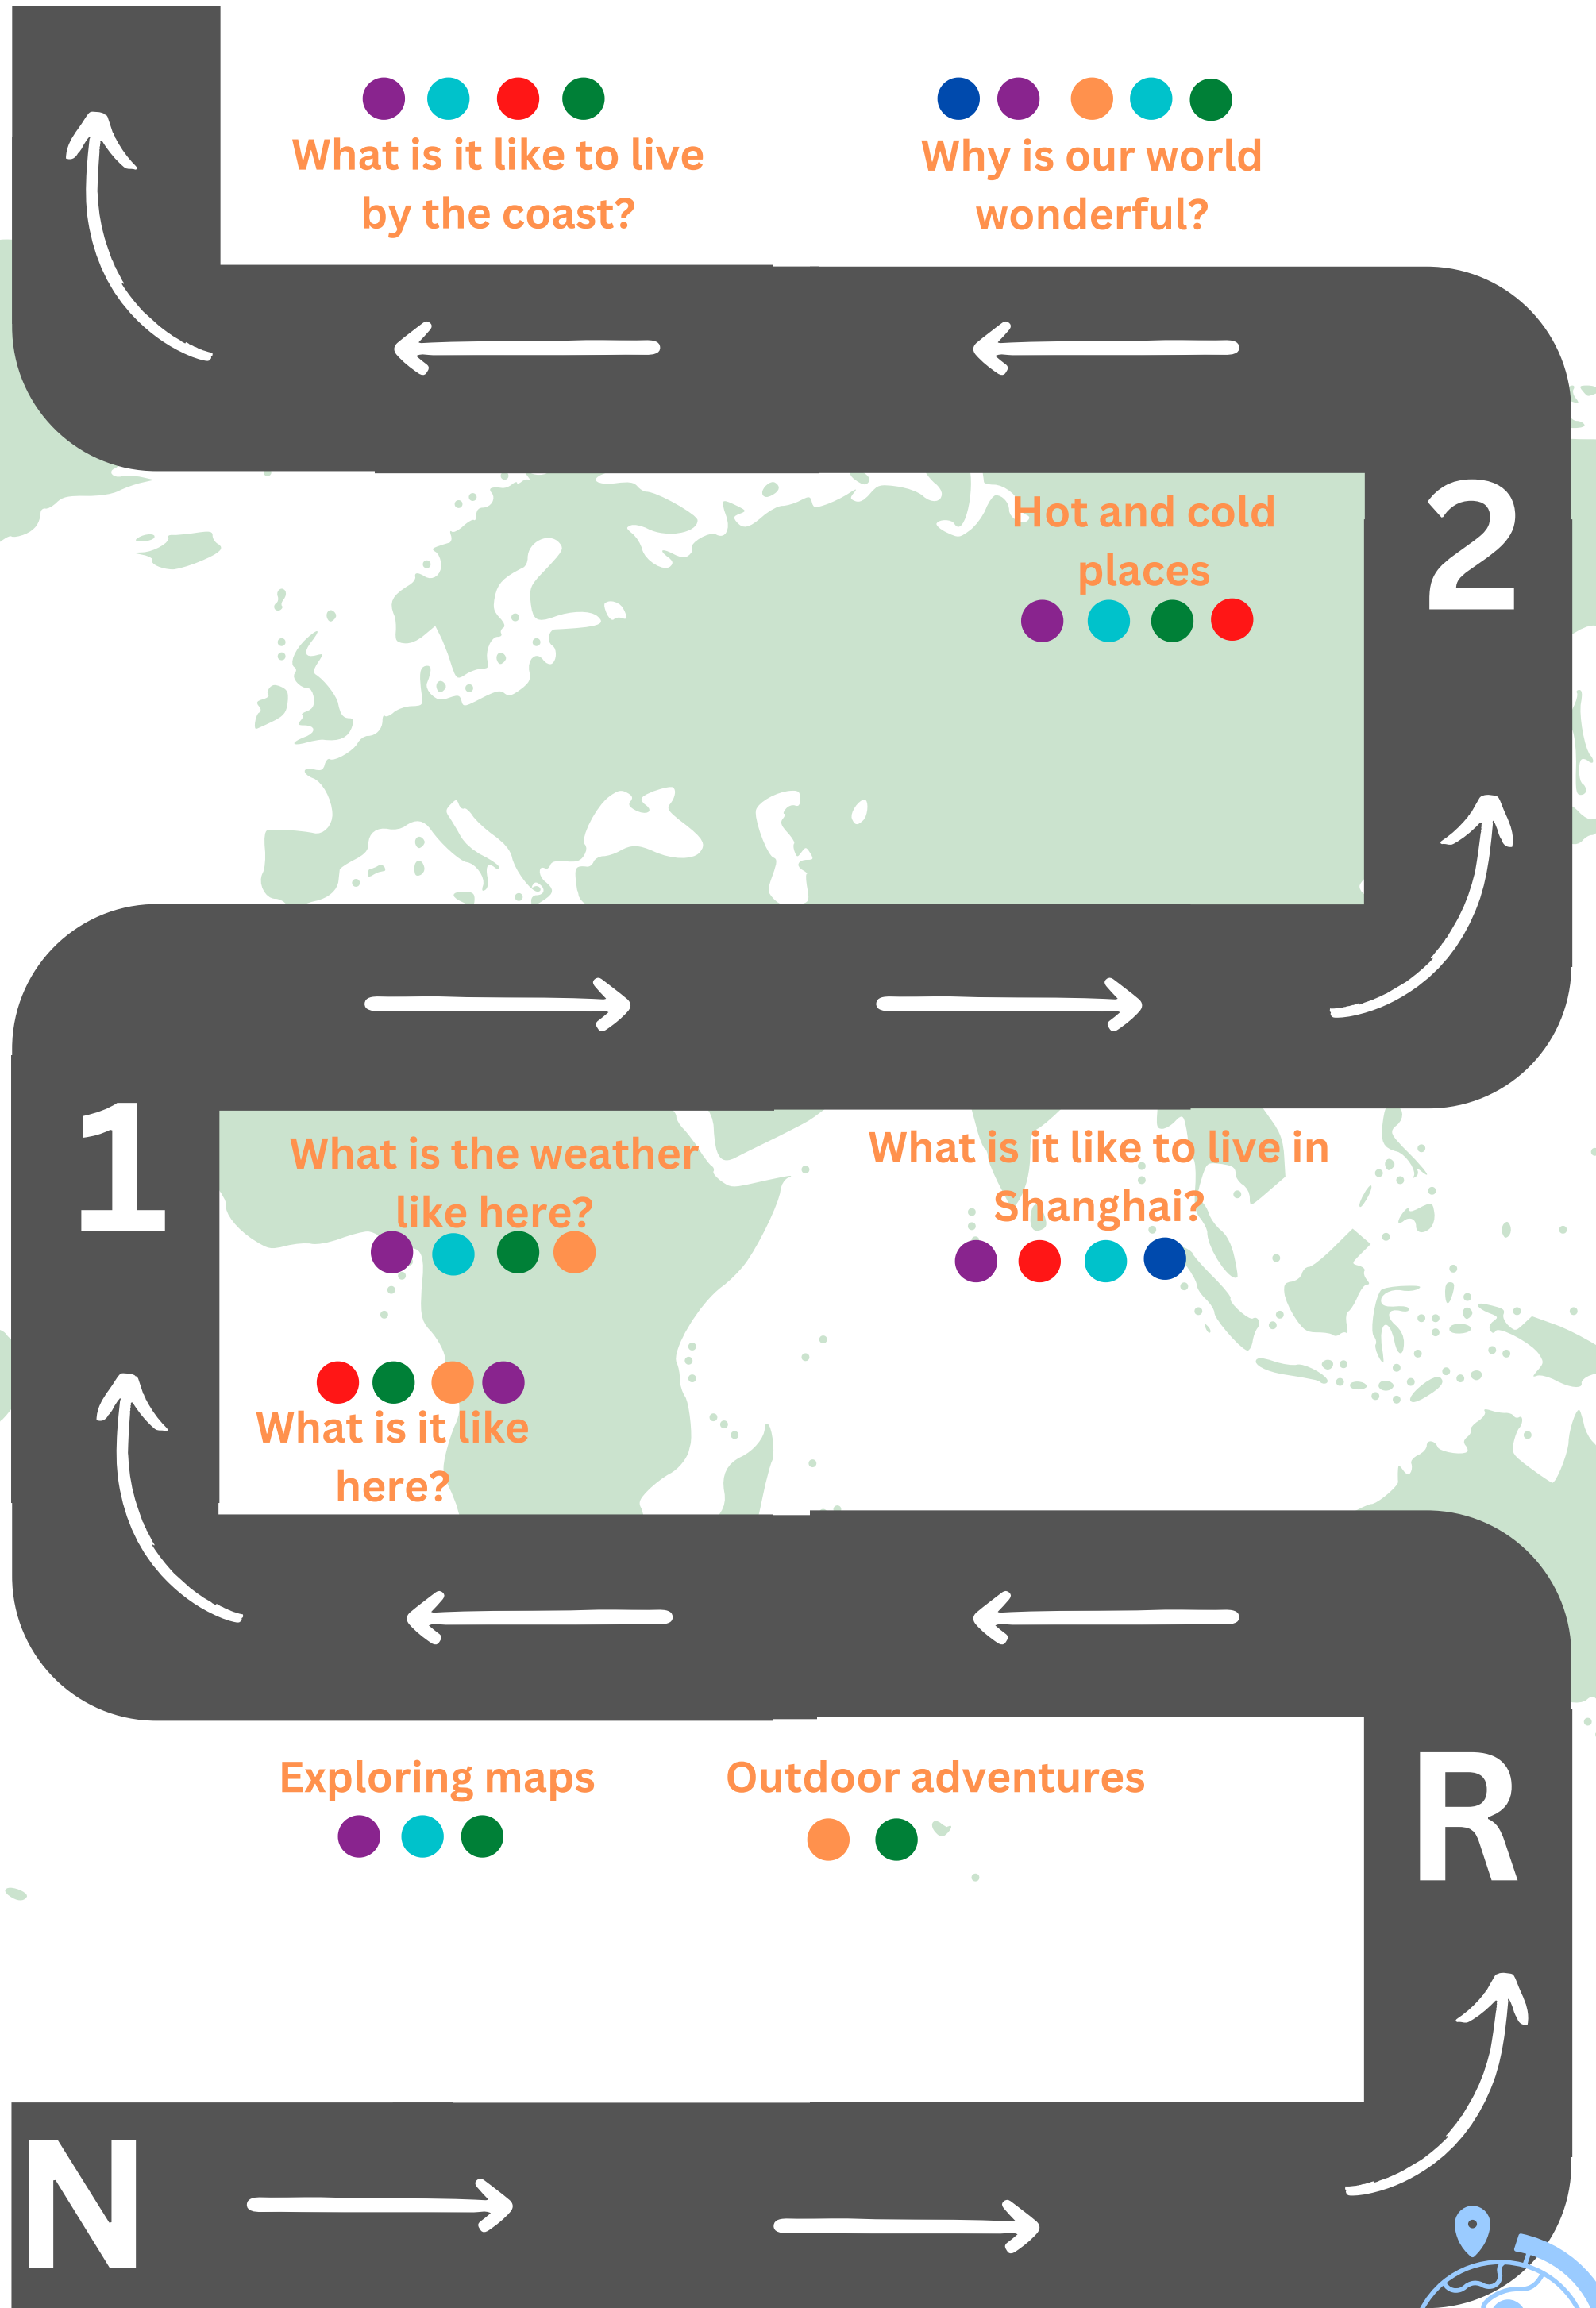 What is it like to live
by the coast?
Why is our world
wonderful?
Hot and cold
places
2
1
What is the weather
like here?
What is it like to live in
Shanghai?
What is it like
here?
Exploring maps
Outdoor adventures
R
N